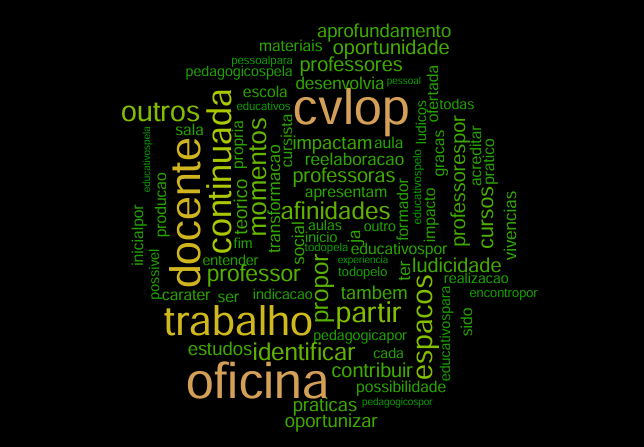 aprofundamento
materiais
oportunidade
pessoalpara
professores
pedagogicospela
desenvolvia
pessoal
ofertada
escola
cvlop
todas
educativos
outros
continuada
sala
propria
momentos
cursista
impactam
aula
ludicos
gracas
professorespor
acreditar
pratico
educativospela
docente
reelaboracao
educativospelo
professoras
teorico
transformacao
apresentam
formador
impacto
cursos
vivencias
producao
inicialpor
afinidades
aulas
outro
social
inicio
ja
todopela
educativospor
fim
entender
experiencia
possivel
professor
todopelo
ter
ludicidade
realizacao
carater
ser
indicacao
propor
tambem
espacos
educativospara
encontropor
trabalho
partir
sido
pedagogicapor
estudos
identificar
cada
contribuir
oficina
possibilidade
praticas
pedagogicospor
oportunizar